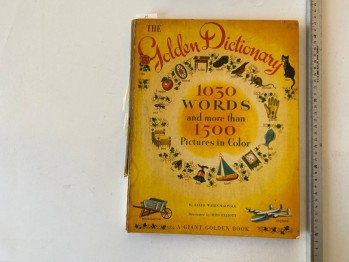 THE
Golden Dictionary
1030
WORDS
and more than
1500
Pictures in Color
A GIANT GOLDEN BOOK